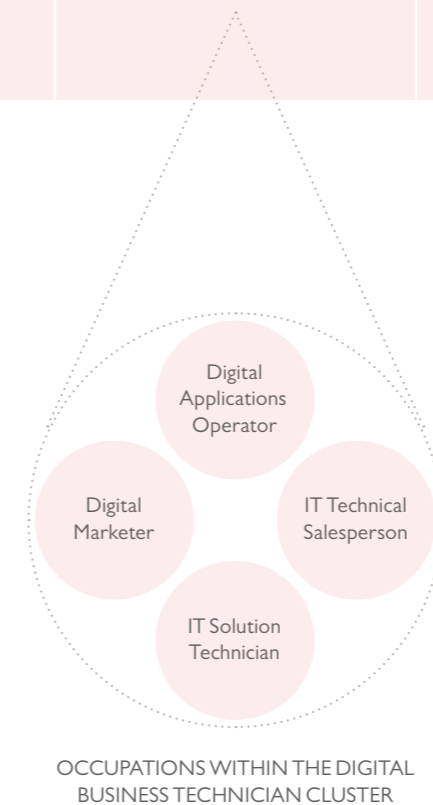 Digital
Applications
Operator
Digital
Marketer
IT Technical
Salesperson
IT Solution
Technician
OCCUPATIONS WITHIN THE DIGITAL
BUSINESS TECHNICIAN CLUSTER